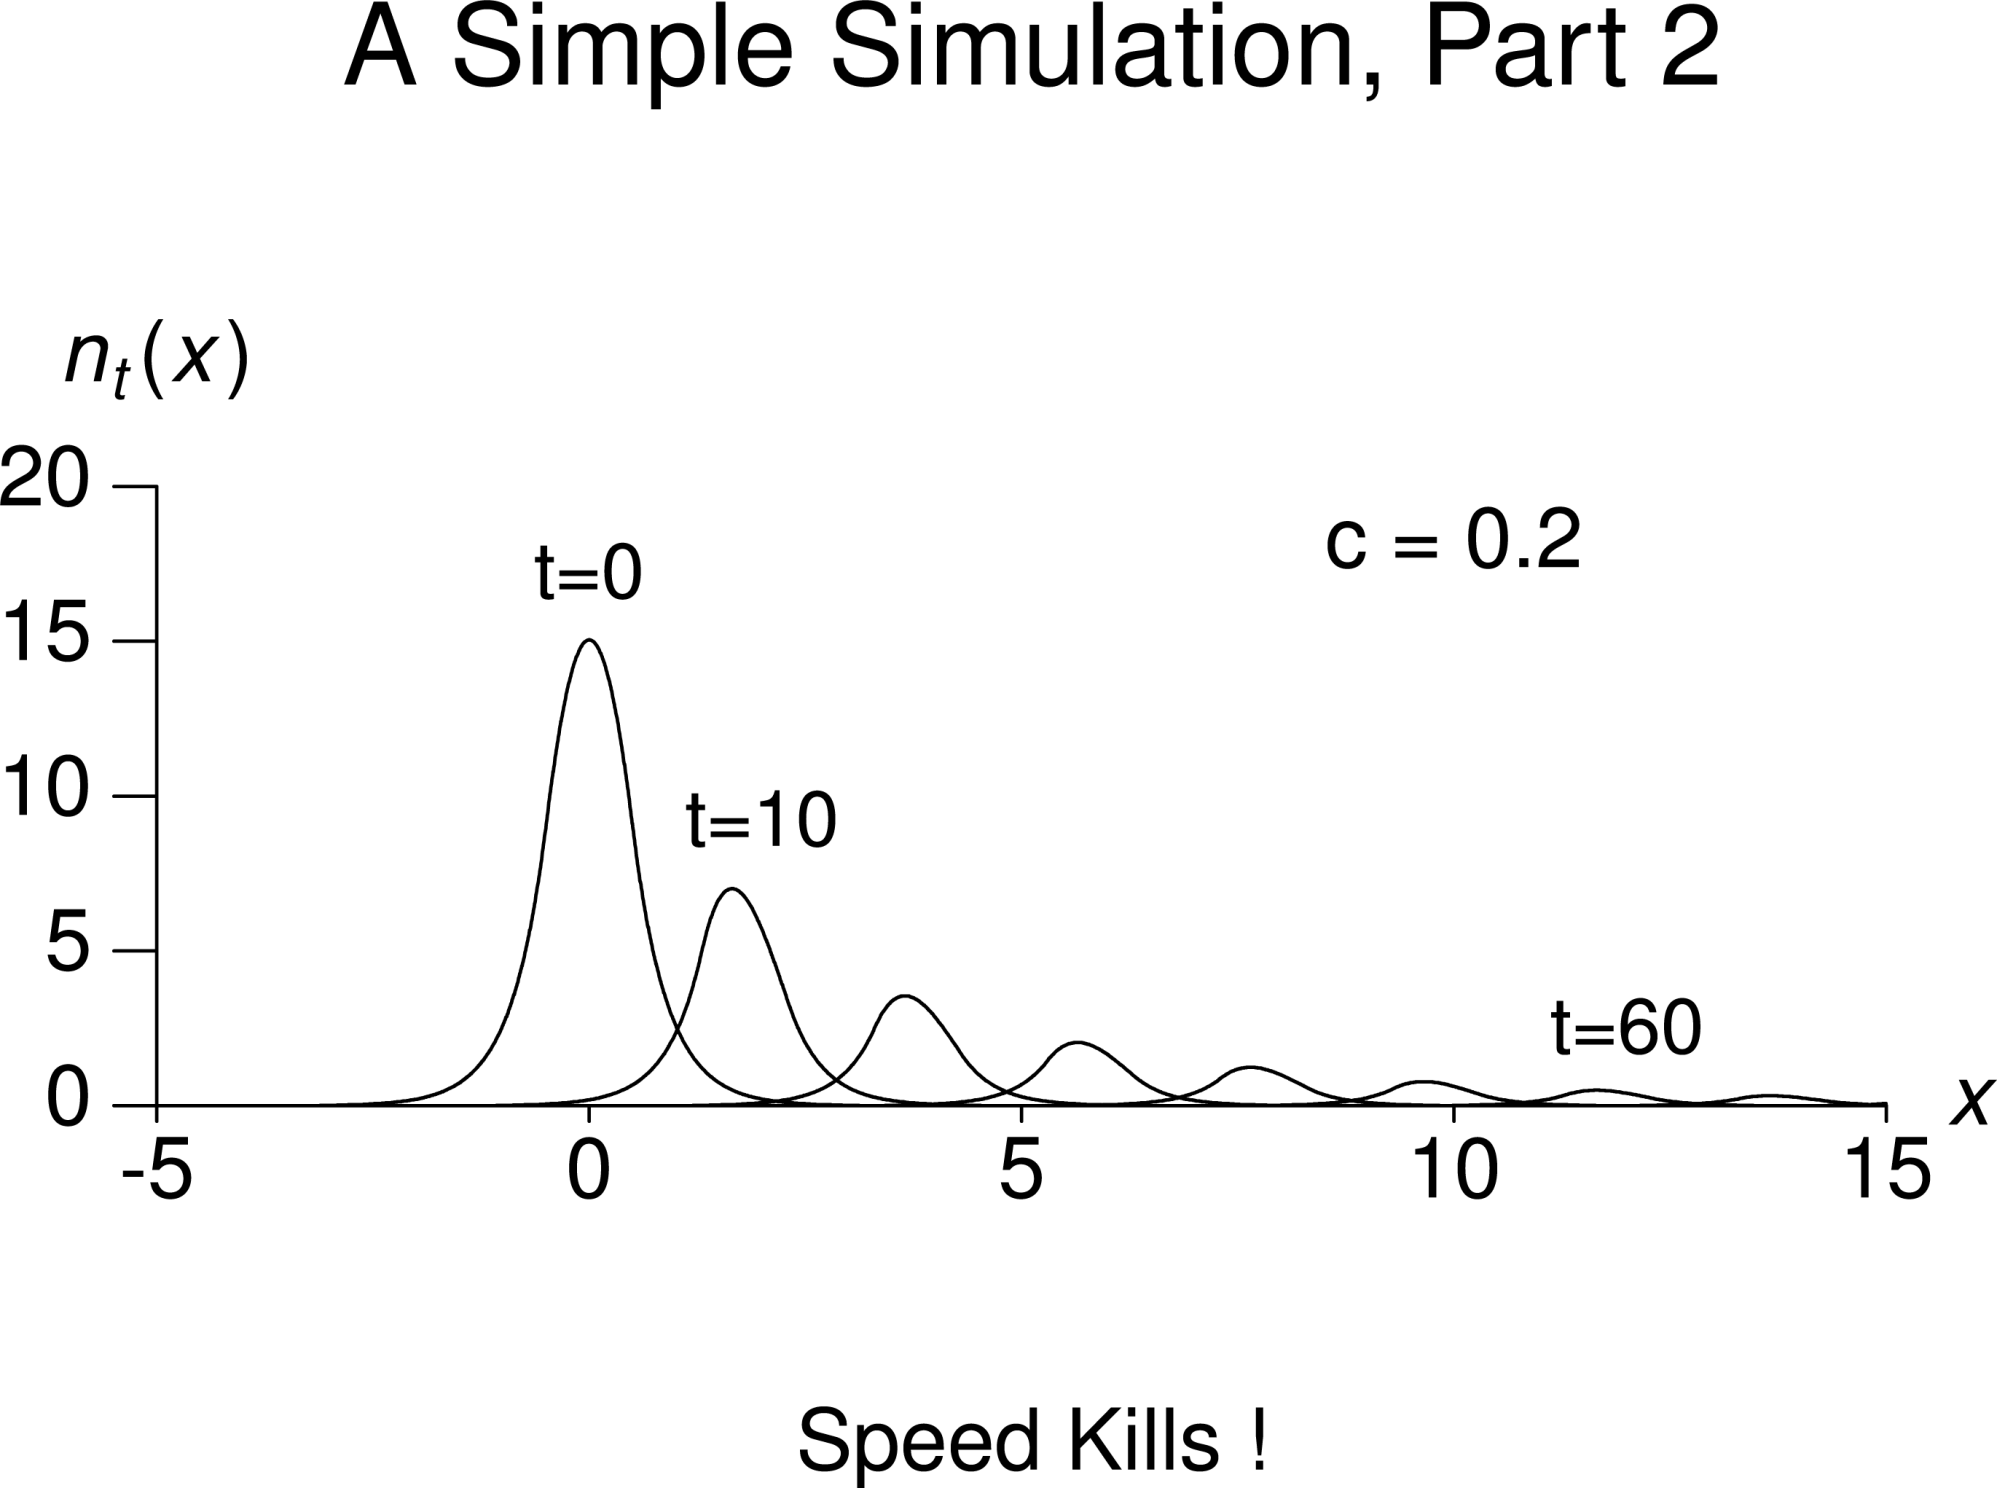 A Simple Simulation, Part 2
nₜ(x)
20
15
10
5
0
t=0
t=10
c = 0.2
t=60
x
-5 0 5 10 15
Speed Kills !